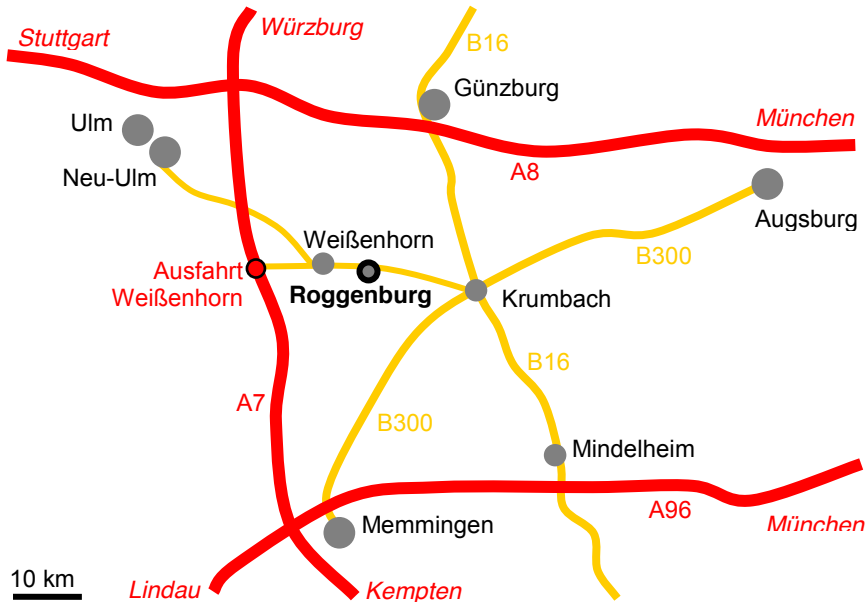 Stuttgart
Würzburg
B16
Günzburg
Ulm
München
Neu-Ulm
A8
Augsburg
Weißenhorn
B300
Ausfahrt
Weißenhorn
Roggenburg
Krumbach
B16
A7
B300
Mindelheim
A96
Memmingen
München
10 km
Lindau
Kempten